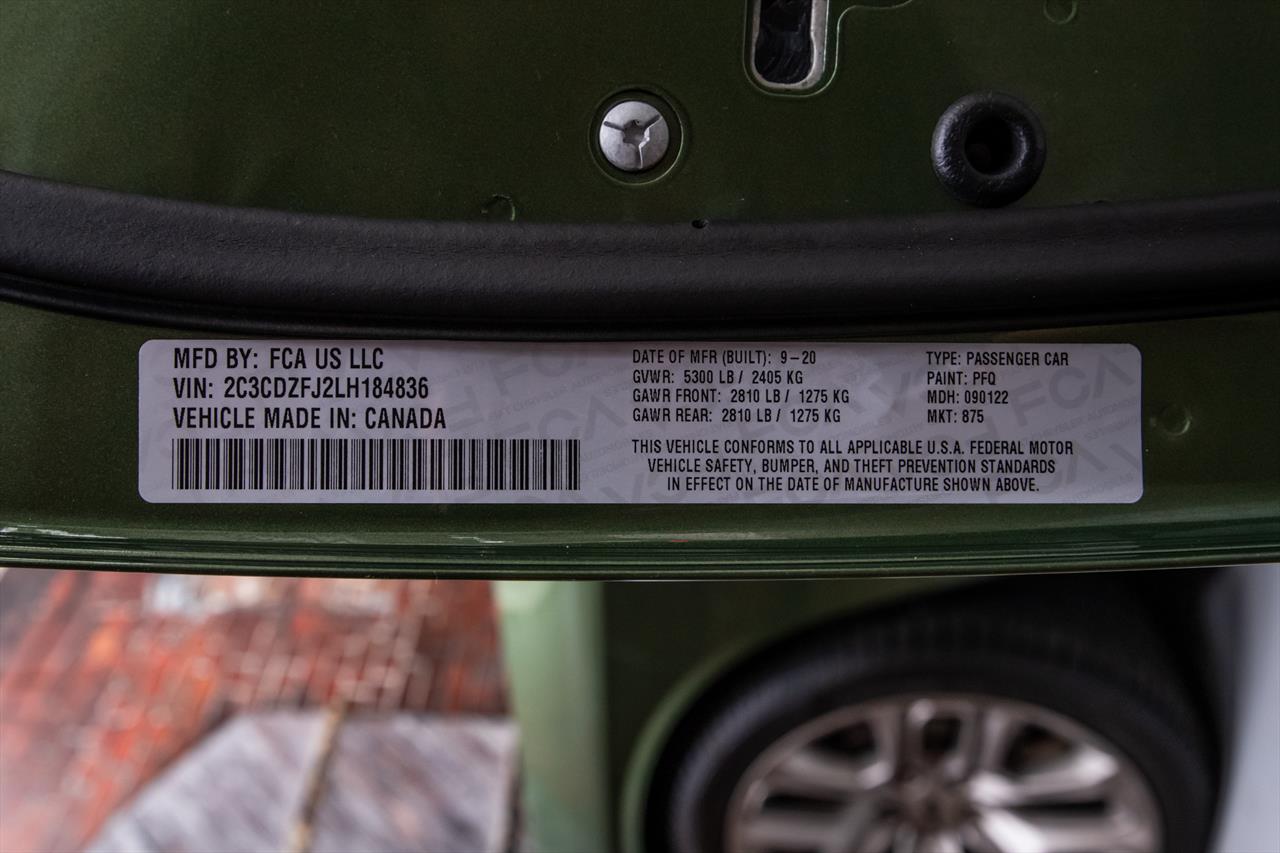 MFD BY: FCA US LLC
VIN: 2C3CDZFJ2LH184836
VEHICLE MADE IN: CANADA
DATE OF MFR (BUILT): 9-20
GVWR: 5300 LB / 2405 KG
GAWR FRONT: 2810 LB / 1275 KG
GAWR REAR: 2810 LB / 1275 KG
TYPE: PASSENGER CAR
PAINT: PFQ
MDH: 090122
MKT: 875
THIS VEHICLE CONFORMS TO ALL APPLICABLE U.S.A. FEDERAL MOTOR
VEHICLE SAFETY, BUMPER, AND THEFT PREVENTION STANDARDS
IN EFFECT ON THE DATE OF MANUFACTURE SHOWN ABOVE.